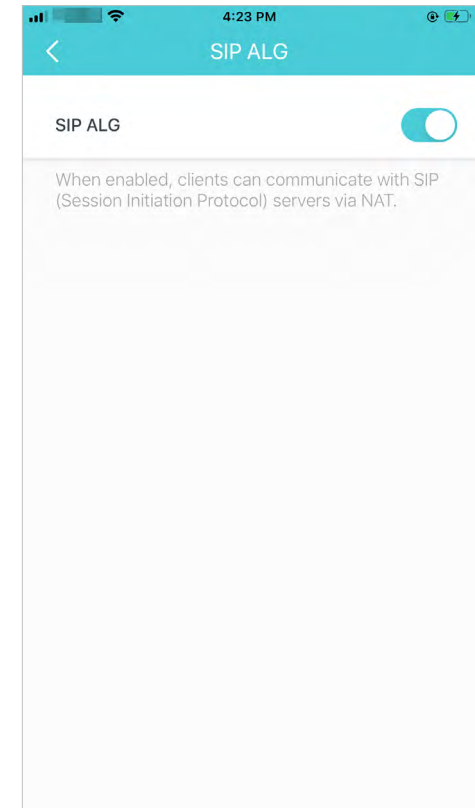 4:23 PM
SIP ALG
SIP ALG
When enabled, clients can communicate with SIP
(Session Initiation Protocol) servers via NAT.